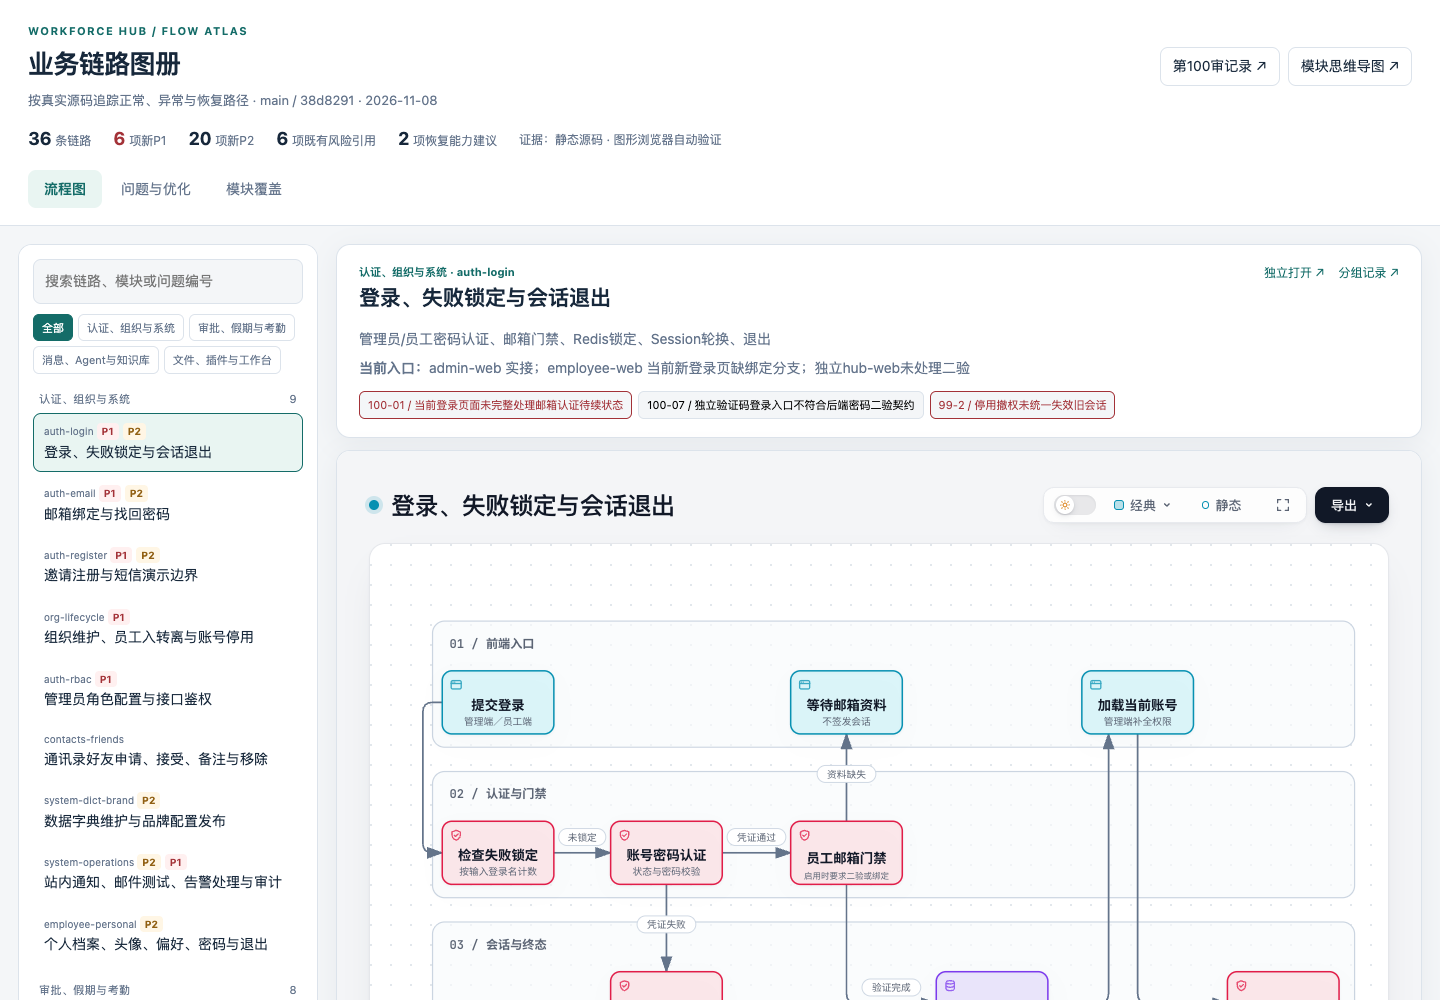 WORKFORCE HUB / FLOW ATLAS
业务链路图册
按真实源码追踪正常、异常与恢复路径 · main / 38d8291 · 2026-11-08
第100审记录 ↗
模块思维导图 ↗
36 条链路 6 项新P1 20 项新P2 6 项既有风险引用 2 项恢复能力建议 证据：静态源码 · 图形浏览器自动验证
流程图 问题与优化 模块覆盖
搜索链路、模块或问题编号
全部 认证、组织与系统 审批、假期与考勤
消息、Agent与知识库 文件、插件与工作台
认证、组织与系统 9
auth-login P1 P2
登录、失败锁定与会话退出
auth-email P1 P2
邮箱绑定与找回密码
auth-register P1 P2
邀请注册与短信演示边界
org-lifecycle P1
组织维护、员工入转离与账号停用
auth-rbac P1
管理员角色配置与接口鉴权
contacts-friends
通讯录好友申请、接受、备注与移除
system-dict-brand P2
数据字典维护与品牌配置发布
system-operations P2 P1
站内通知、邮件测试、告警处理与审计
employee-personal P2
个人档案、头像、偏好、密码与退出
审批、假期与考勤 8
认证、组织与系统 · auth-login
独立打开 ↗ 分组记录 ↗
登录、失败锁定与会话退出
管理员/员工密码认证、邮箱门禁、Redis锁定、Session轮换、退出
当前入口：admin-web 实接；employee-web 当前新登录页缺绑定分支；独立hub-web未处理二验
100-01 / 当前登录页面未完整处理邮箱认证待续状态
100-07 / 独立验证码登录入口不符合后端密码二验契约
99-2 / 停用撤权未统一失效旧会话
登录、失败锁定与会话退出
经典 静态 导出
01 / 前端入口
提交登录
管理端／员工端
等待邮箱资料
不签发会话
加载当前账号
管理端补全权限
资料缺失
02 / 认证与门禁
检查失败锁定
按输入登录名计数
未锁定
账号密码认证
状态与密码校验
凭证通过
员工邮箱门禁
启用时要求二验或绑定
凭证失败
03 / 会话与终态
验证完成